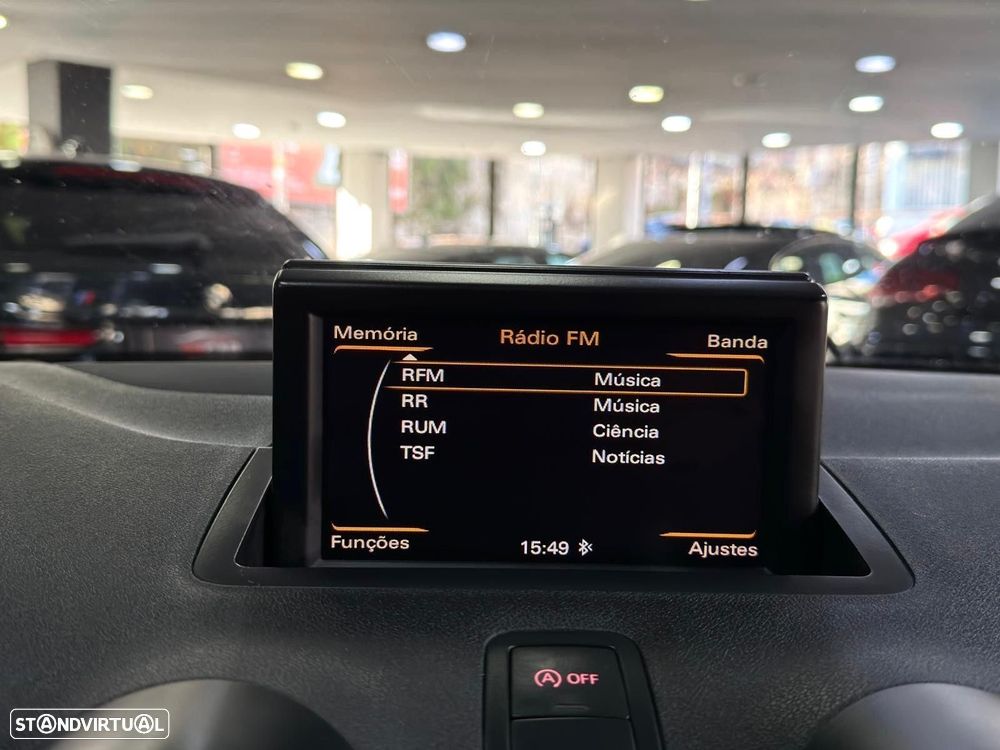 Memória Rádio FM Banda
RFM Música
RR Música
RUM Ciência
TSF Notícias
Funções 15:49 Ajustes
A OFF
STANDVIRTUAL